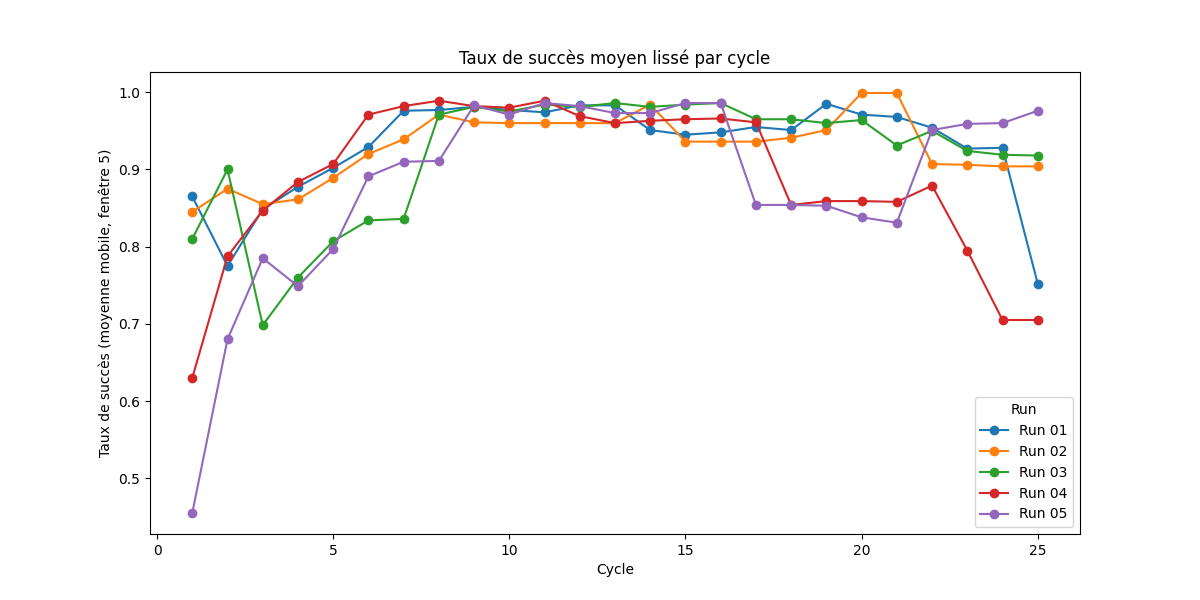 Taux de succès moyen lissé par cycle
Taux de succès (moyenne mobile, fenêtre 5)
1.0
0.9
0.8
0.7
0.6
0.5
0
5
10
15
20
25
Cycle
Run
Run 01
Run 02
Run 03
Run 04
Run 05